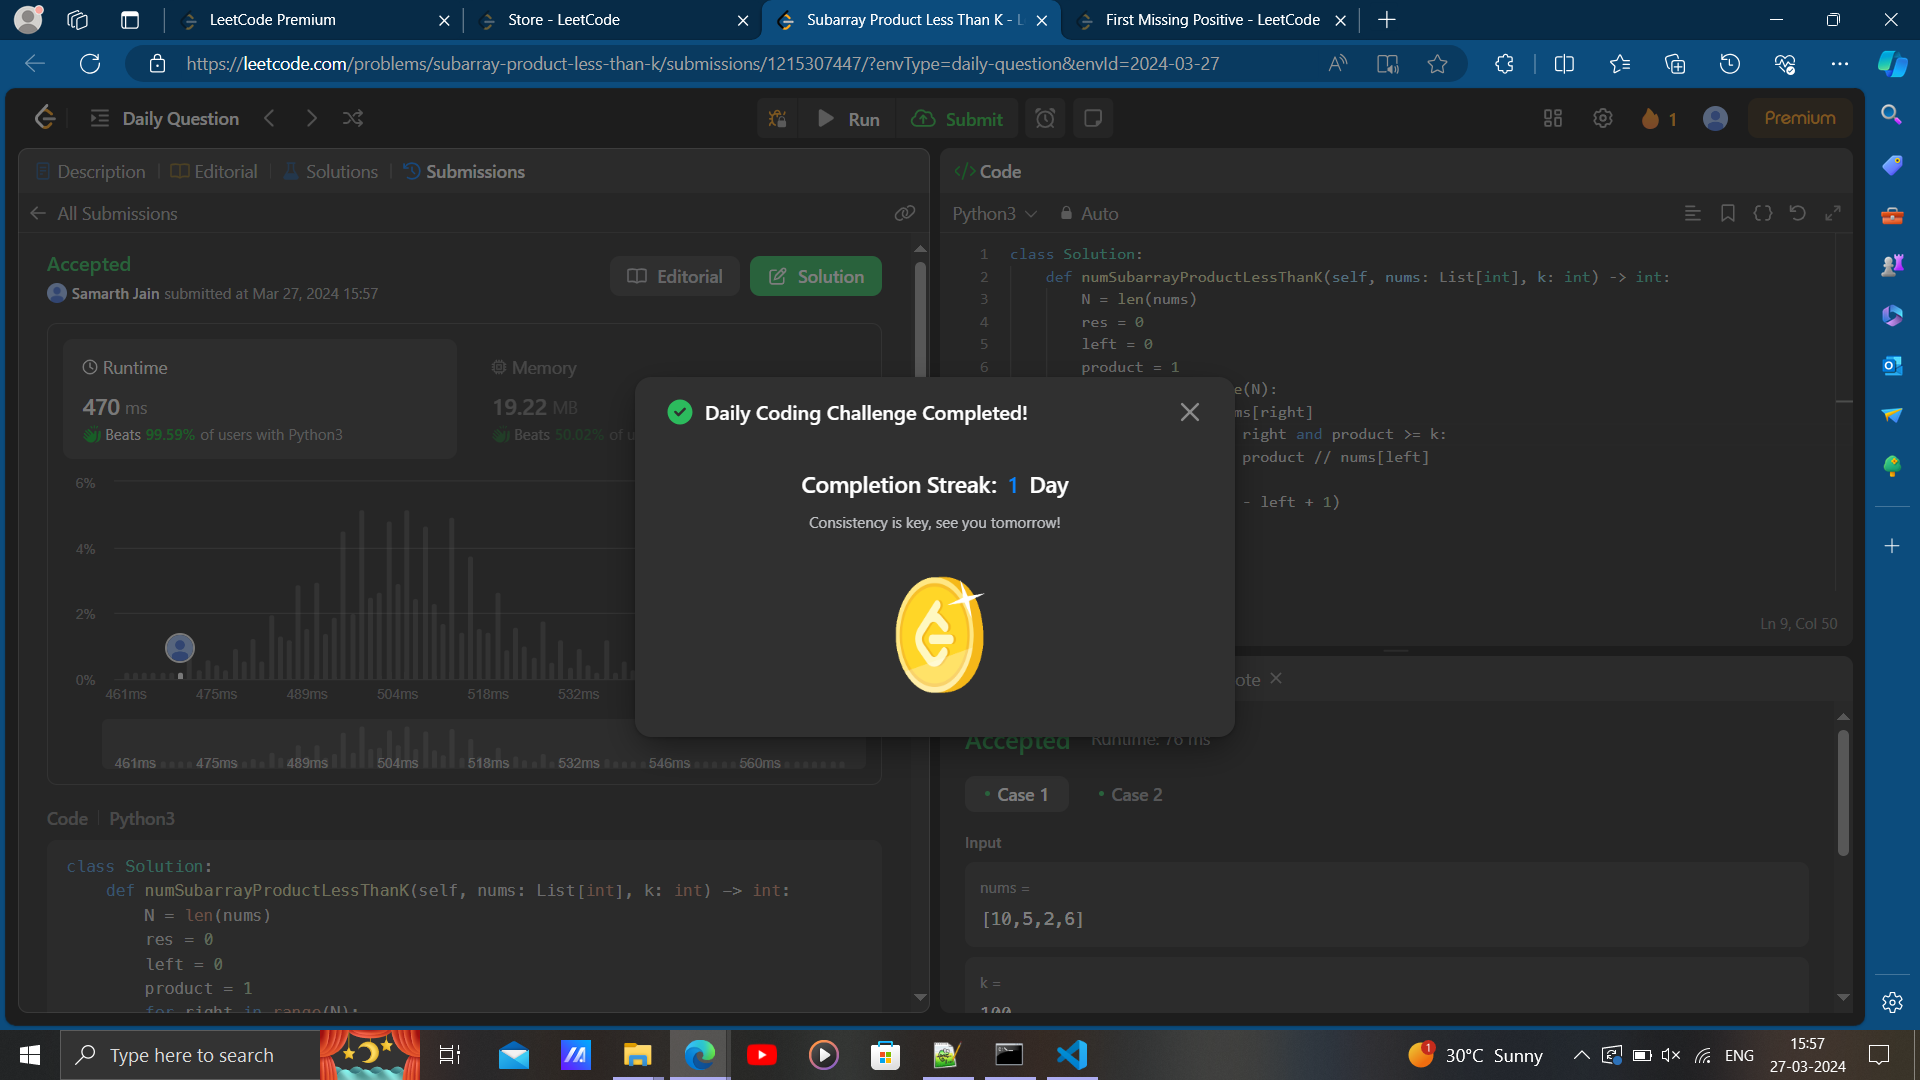 LeetCode Premium
Store - LeetCode
Subarray Product Less Than K - L
First Missing Positive - LeetCode
https://leetcode.com/problems/subarray-product-less-than-k/submissions/1215307447/?envType=daily-question&envId=2024-03-27
Daily Question
Run
Submit
1
Premium
Description
Editorial
Solutions
Submissions
All Submissions
Accepted
Samarth Jain submitted at Mar 27, 2024 15:57
Editorial
Solution
Runtime
470 ms
Beats 99.59% of users with Python3
Memory
19.22 MB
Beats 50.02% of u
6%
4%
2%
0%
461ms 475ms 489ms 504ms 518ms 532ms
461ms 475ms 489ms 504ms 518ms 532ms 546ms 560ms
Code Python3
class Solution:
def numSubarrayProductLessThanK(self, nums: List[int], k: int) -> int:
N = len(nums)
res = 0
left = 0
product = 1
for right in range(N):
Daily Coding Challenge Completed!
Completion Streak: 1 Day
Consistency is key, see you tomorrow!
</> Code
Python3
Auto
1 class Solution:
2 def numSubarrayProductLessThanK(self, nums: List[int], k: int) -> int:
3 N = len(nums)
4 res = 0
5 left = 0
6 product = 1
e(N):
ms[right]
right and product >= k:
product // nums[left]
- left + 1)
Ln 9, Col 50
ote
Accepted Runtime: 76 ms
Case 1
Case 2
Input
nums =
[10,5,2,6]
k =
100
Type here to search
1
30°C Sunny
ENG
15:57
27-03-2024